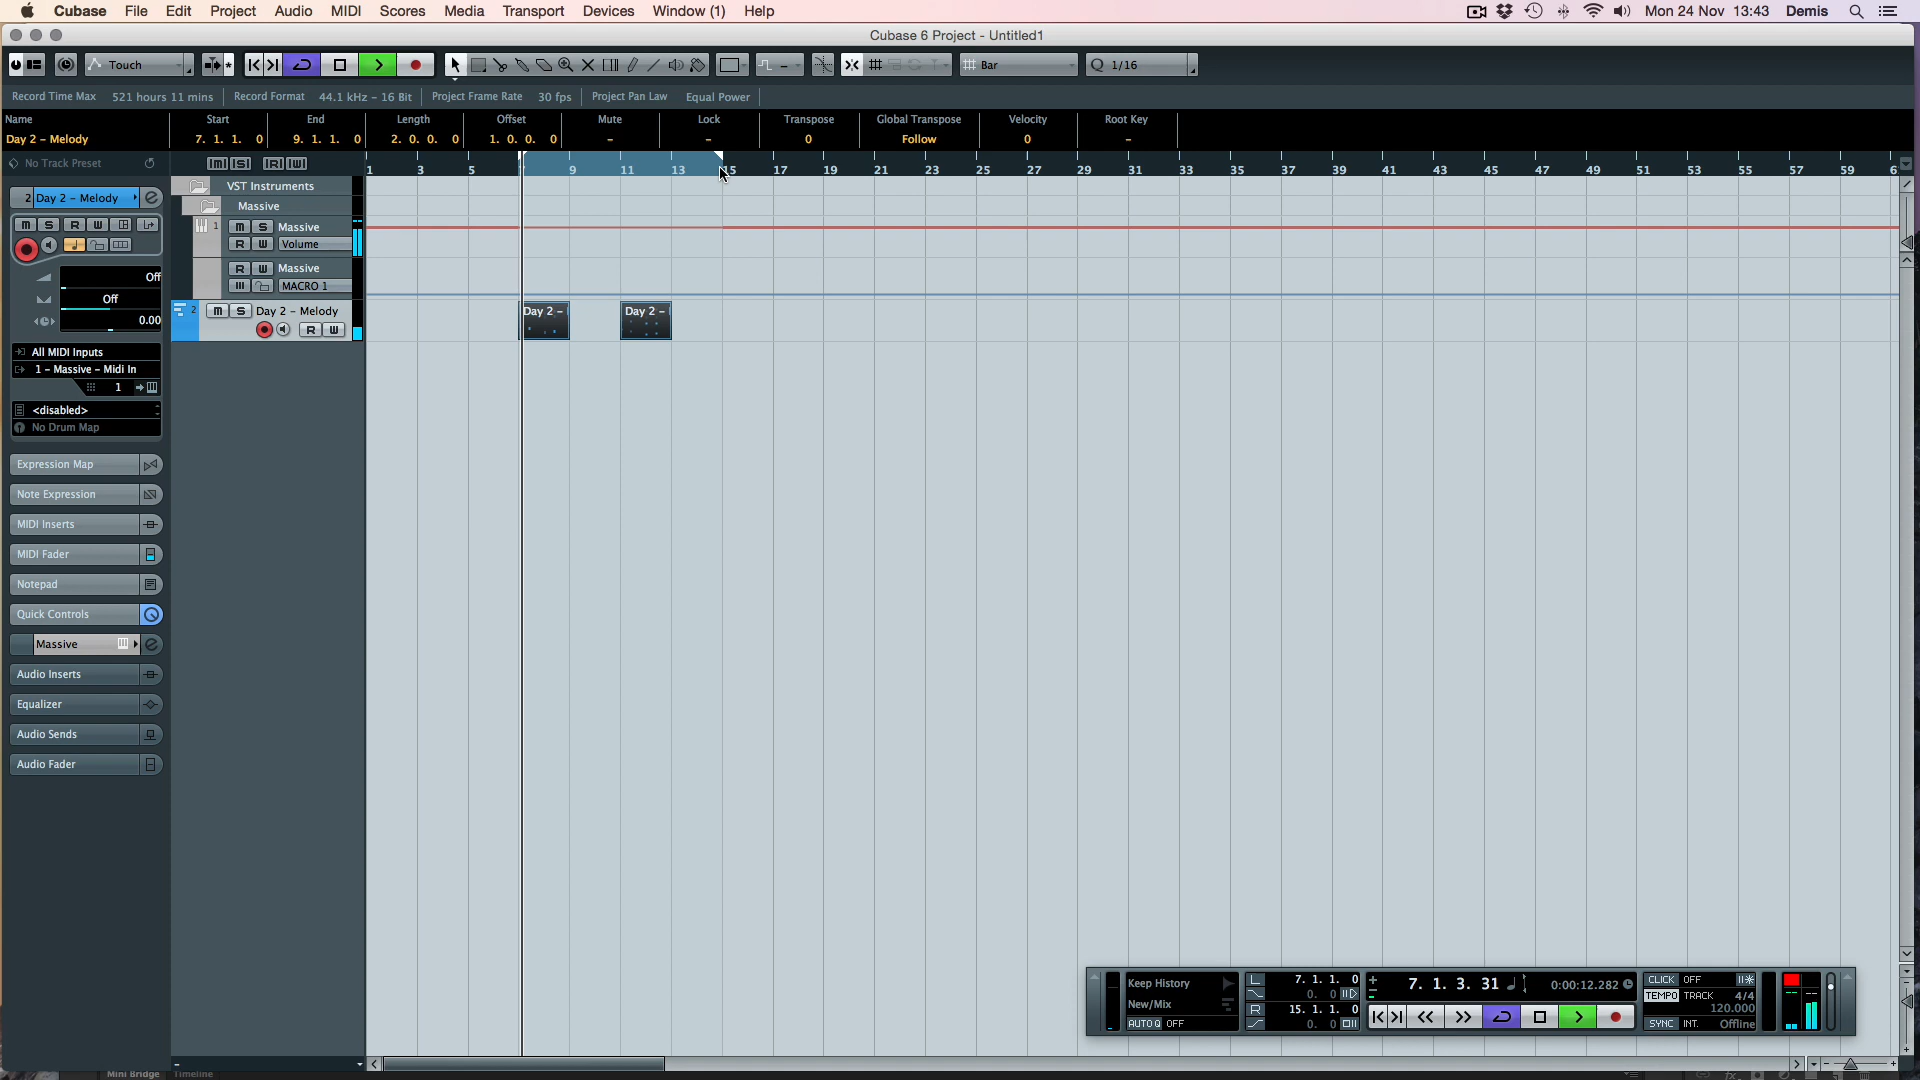 Cubase File Edit Project Audio MIDI Scores Media Transport Devices Window (1) Help Mon 24 Nov 13:43 Demis
Cubase 6 Project - Untitled1
Touch Bar Q 1/16
Record Time Max 521 hours 11 mins Record Format 44.1 kHz - 16 Bit Project Frame Rate 30 fps Project Pan Law Equal Power
Name Start End Length Offset Mute Lock Transpose Global Transpose Velocity Root Key
Day 2 - Melody 7. 1. 1. 0 9. 1. 1. 0 2. 0. 0. 0 1. 0. 0. 0 - - 0 Follow 0 -
No Track Preset M S R W
1 3 5 7 9 11 13 15 17 19 21 23 25 27 29 31 33 35 37 39 41 43 45 47 49 51 53 55 57 59 6
VST Instruments
2 Day 2 - Melody
Massive
M S R W
1 M S Massive
R W Volume
R W Massive
Off
MACRO 1
Off
2 M S Day 2 - Melody
R W
Day 2 -
Day 2 -
0.00
All MIDI Inputs
1 - Massive - Midi In
1
<disabled>
No Drum Map
Expression Map
Note Expression
MIDI Inserts
MIDI Fader
Notepad
Quick Controls
Massive
Audio Inserts
Equalizer
Audio Sends
Audio Fader
Keep History L 7. 1. 1. 0 7. 1. 3. 31 0:00:12.282 CLICK OFF
0. 0
New/Mix TEMPO TRACK 4/4
R 15. 1. 1. 0 120.000
AUTO Q OFF 0. 0 SYNC INT. Offline
Mini Bridge Timeline